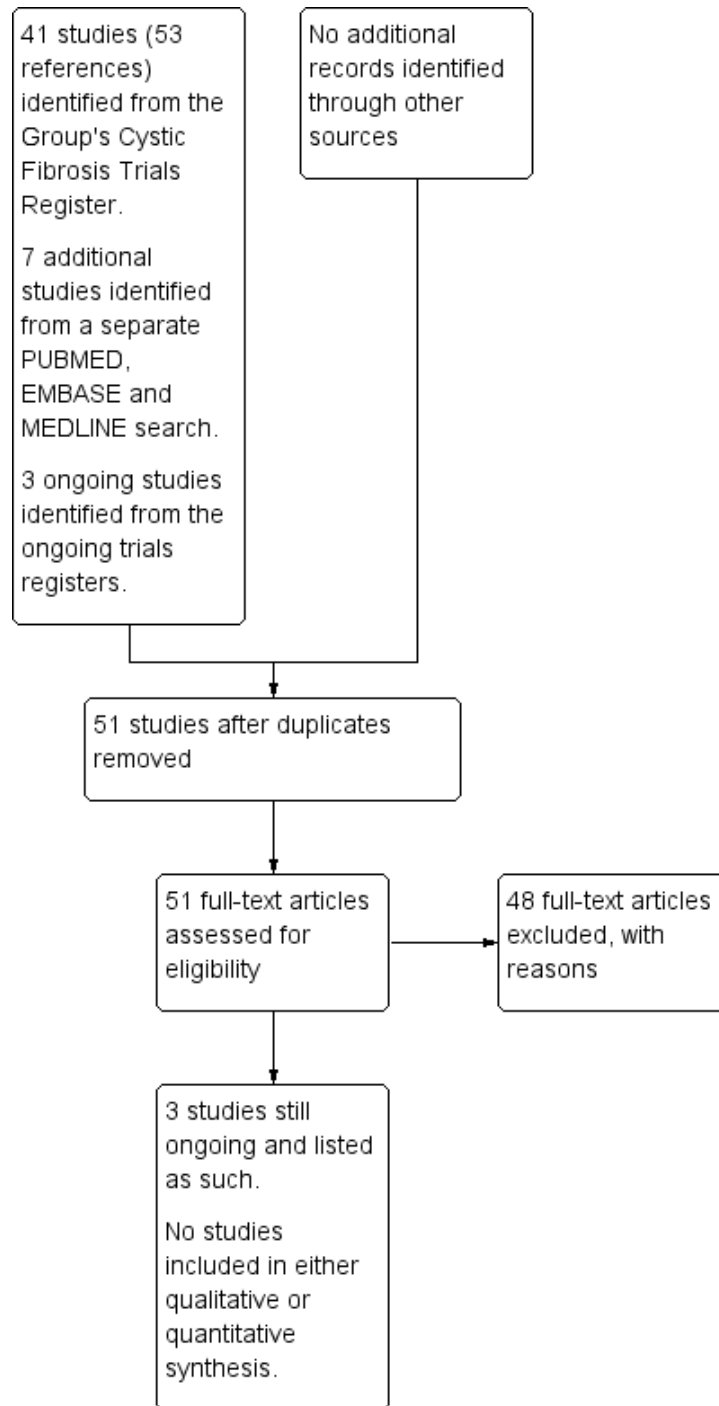 41 studies (53
references)
identified from the
Group's Cystic
Fibrosis Trials
Register.
7 additional
studies identified
from a separate
PUBMED,
EMBASE and
MEDLINE search.
3 ongoing studies
identified from the
ongoing trials
registers.
No additional
records identified
through other
sources
51 studies after duplicates
removed
51 full-text articles
assessed for
eligibility
48 full-text articles
excluded, with
reasons
3 studies still
ongoing and listed
as such.
No studies
included in either
qualitative or
quantitative
synthesis.